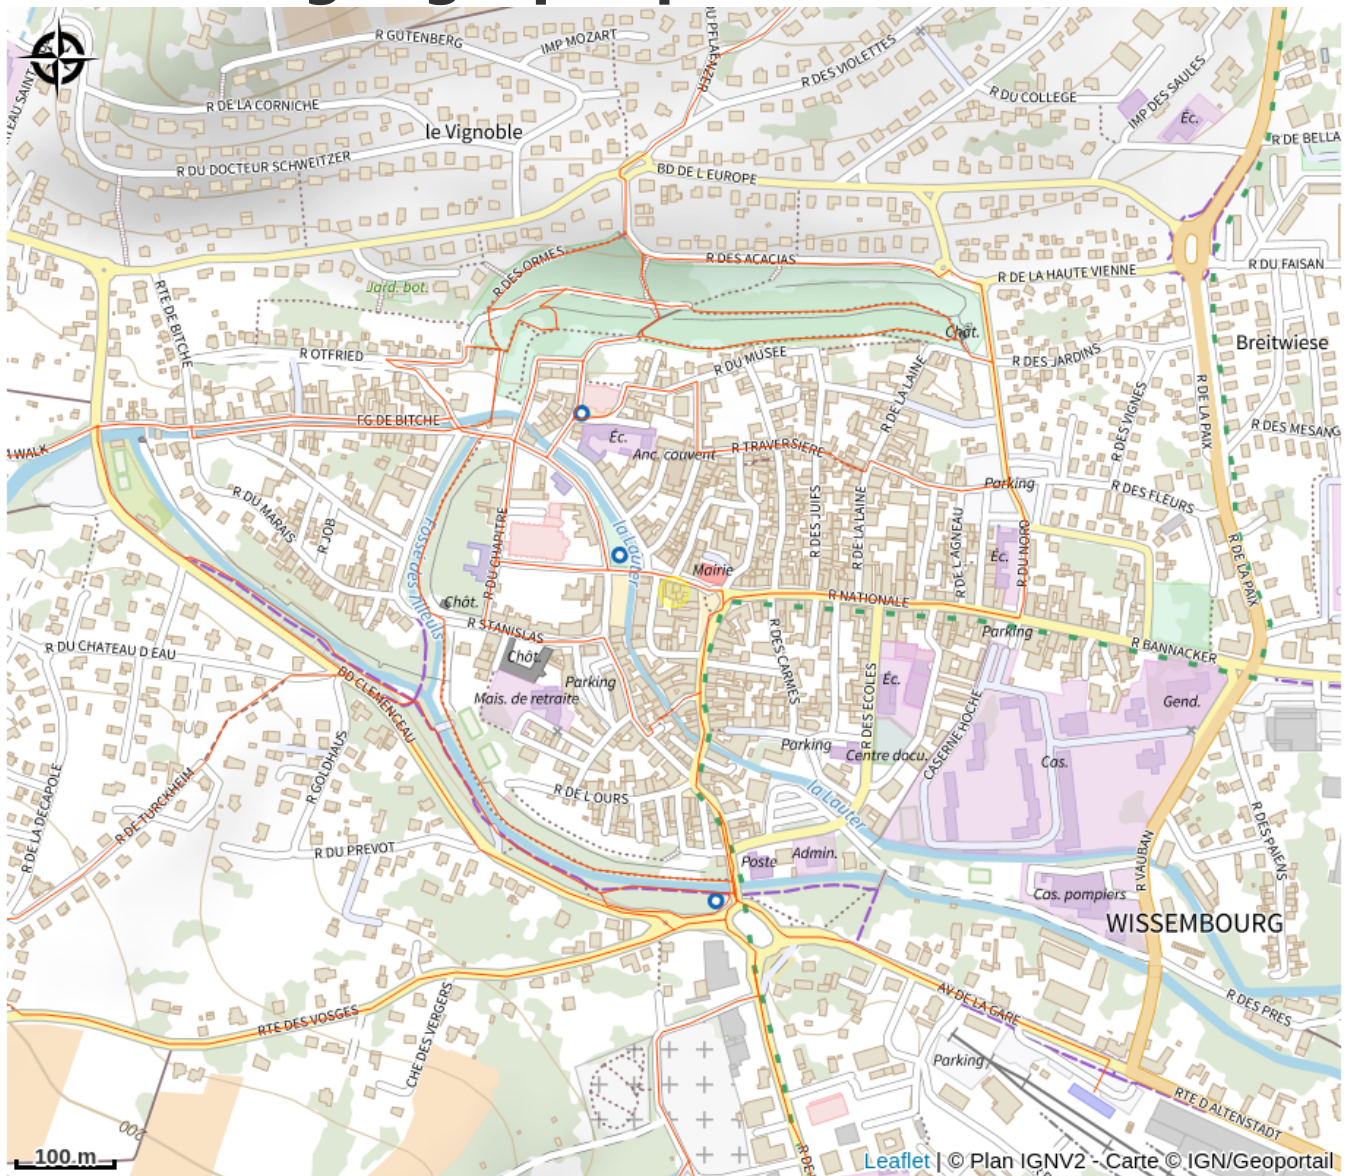 R GUTENBERG
IMP MOZART
DU PFLAENZER
R DES VIOLETTES
IMP DES SAULES
R DE LA CORNICHE
R DU COLLEGE
Éc.
le Vignoble
R DE BELLA
R DU DOCTEUR SCHWEITZER
BD DE L EUROPE
R DES ORMES
R DES ACACIAS
R DE LA HAUTE VIENNE
R DU FAISAN
Jard. bot.
RTE DE BITCHE
Chât.
Breitwiese
R OTFRIED
R DU MUSEE
R DES JARDINS
R DE LA LAINE
R DE LA PAIX
R DES VIGNES
FG DE BITCHE
Éc.
R DES MESANG
WALK
Anc. couvent
R TRAVERSIERE
Parking
R DES FLEURS
R DU MARAIS
R JOB
Fossé des Tilleuls
R DU CHAPITRE
la Lauter
R DES JUIFS
R DE LA LAINE
R DE L AGNEAU
Éc.
R DU NORD
R DE LA PAIX
Mairie
Chât.
R NATIONALE
R STANISLAS
Parking
R BANNACKER
R DU CHATEAU D EAU
Chât.
R DES CARMES
R DES ECOLES
Éc.
BD CLEMENCEAU
Parking
Mais. de retraite
Gend.
CASERNE HOCHE
Parking
Centre docu.
Cas.
R GOLDHAUS
R DE LA DECAPOLE
R DE TURCKHEIM
R DE L OURS
la Lauter
R DU PREVOT
Poste
Admin.
R VAUBAN
R DES PAIENS
Cas. pompiers
WISSEMBOURG
RTE DES VOSGES
CHE DES VERGERS
AV DE LA GARE
R DES PRES
Parking
RTE D ALTENSTADT
200
100 m
Leaflet | © Plan IGNV2 - Carte © IGN/Geoportail